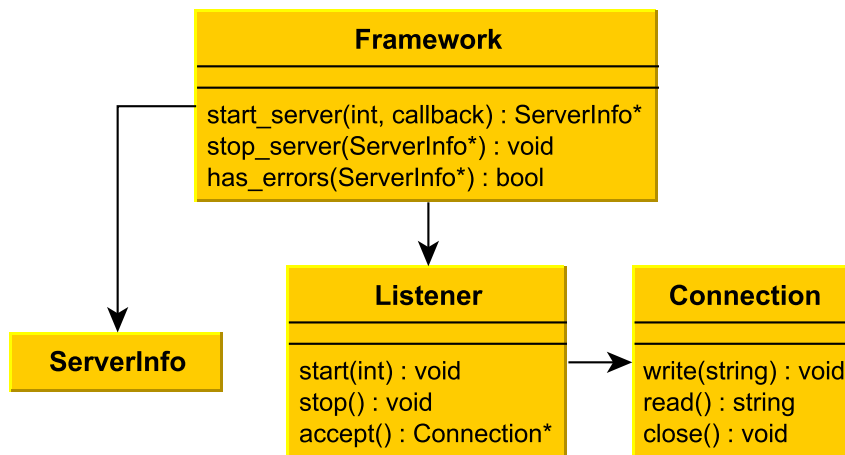 Framework
start_server(int, callback) : ServerInfo*
stop_server(ServerInfo*) : void
has_errors(ServerInfo*) : bool
ServerInfo
Listener
start(int) : void
stop() : void
accept() : Connection*
Connection
write(string) : void
read() : string
close() : void